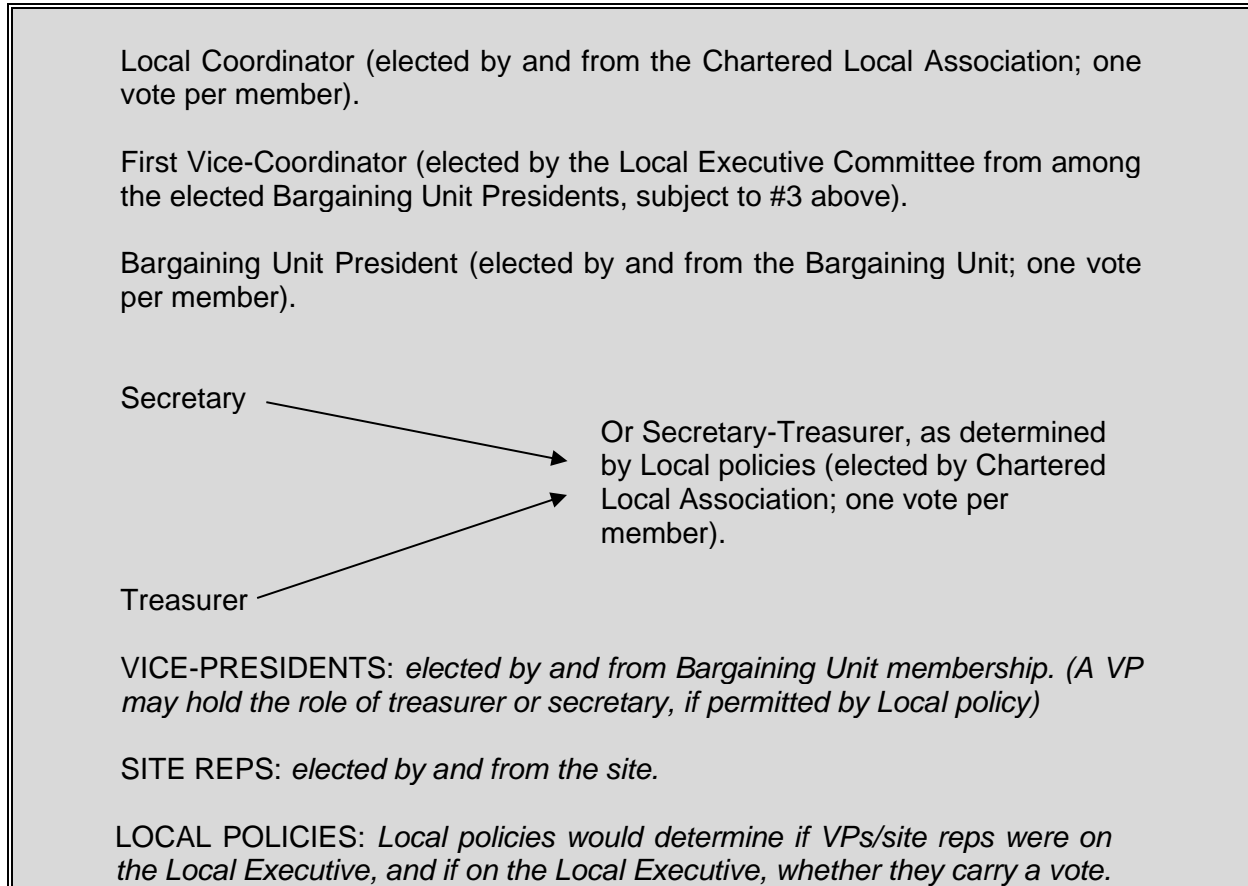 Local Coordinator (elected by and from the Chartered Local Association; one
vote per member).
First Vice-Coordinator (elected by the Local Executive Committee from among
the elected Bargaining Unit Presidents, subject to #3 above).
Bargaining Unit President (elected by and from the Bargaining Unit; one vote
per member).
Secretary
Or Secretary-Treasurer, as determined
by Local policies (elected by Chartered
Local Association; one vote per
member).
Treasurer
VICE-PRESIDENTS: elected by and from Bargaining Unit membership. (A VP
may hold the role of treasurer or secretary, if permitted by Local policy)
SITE REPS: elected by and from the site.
LOCAL POLICIES: Local policies would determine if VPs/site reps were on
the Local Executive, and if on the Local Executive, whether they carry a vote.